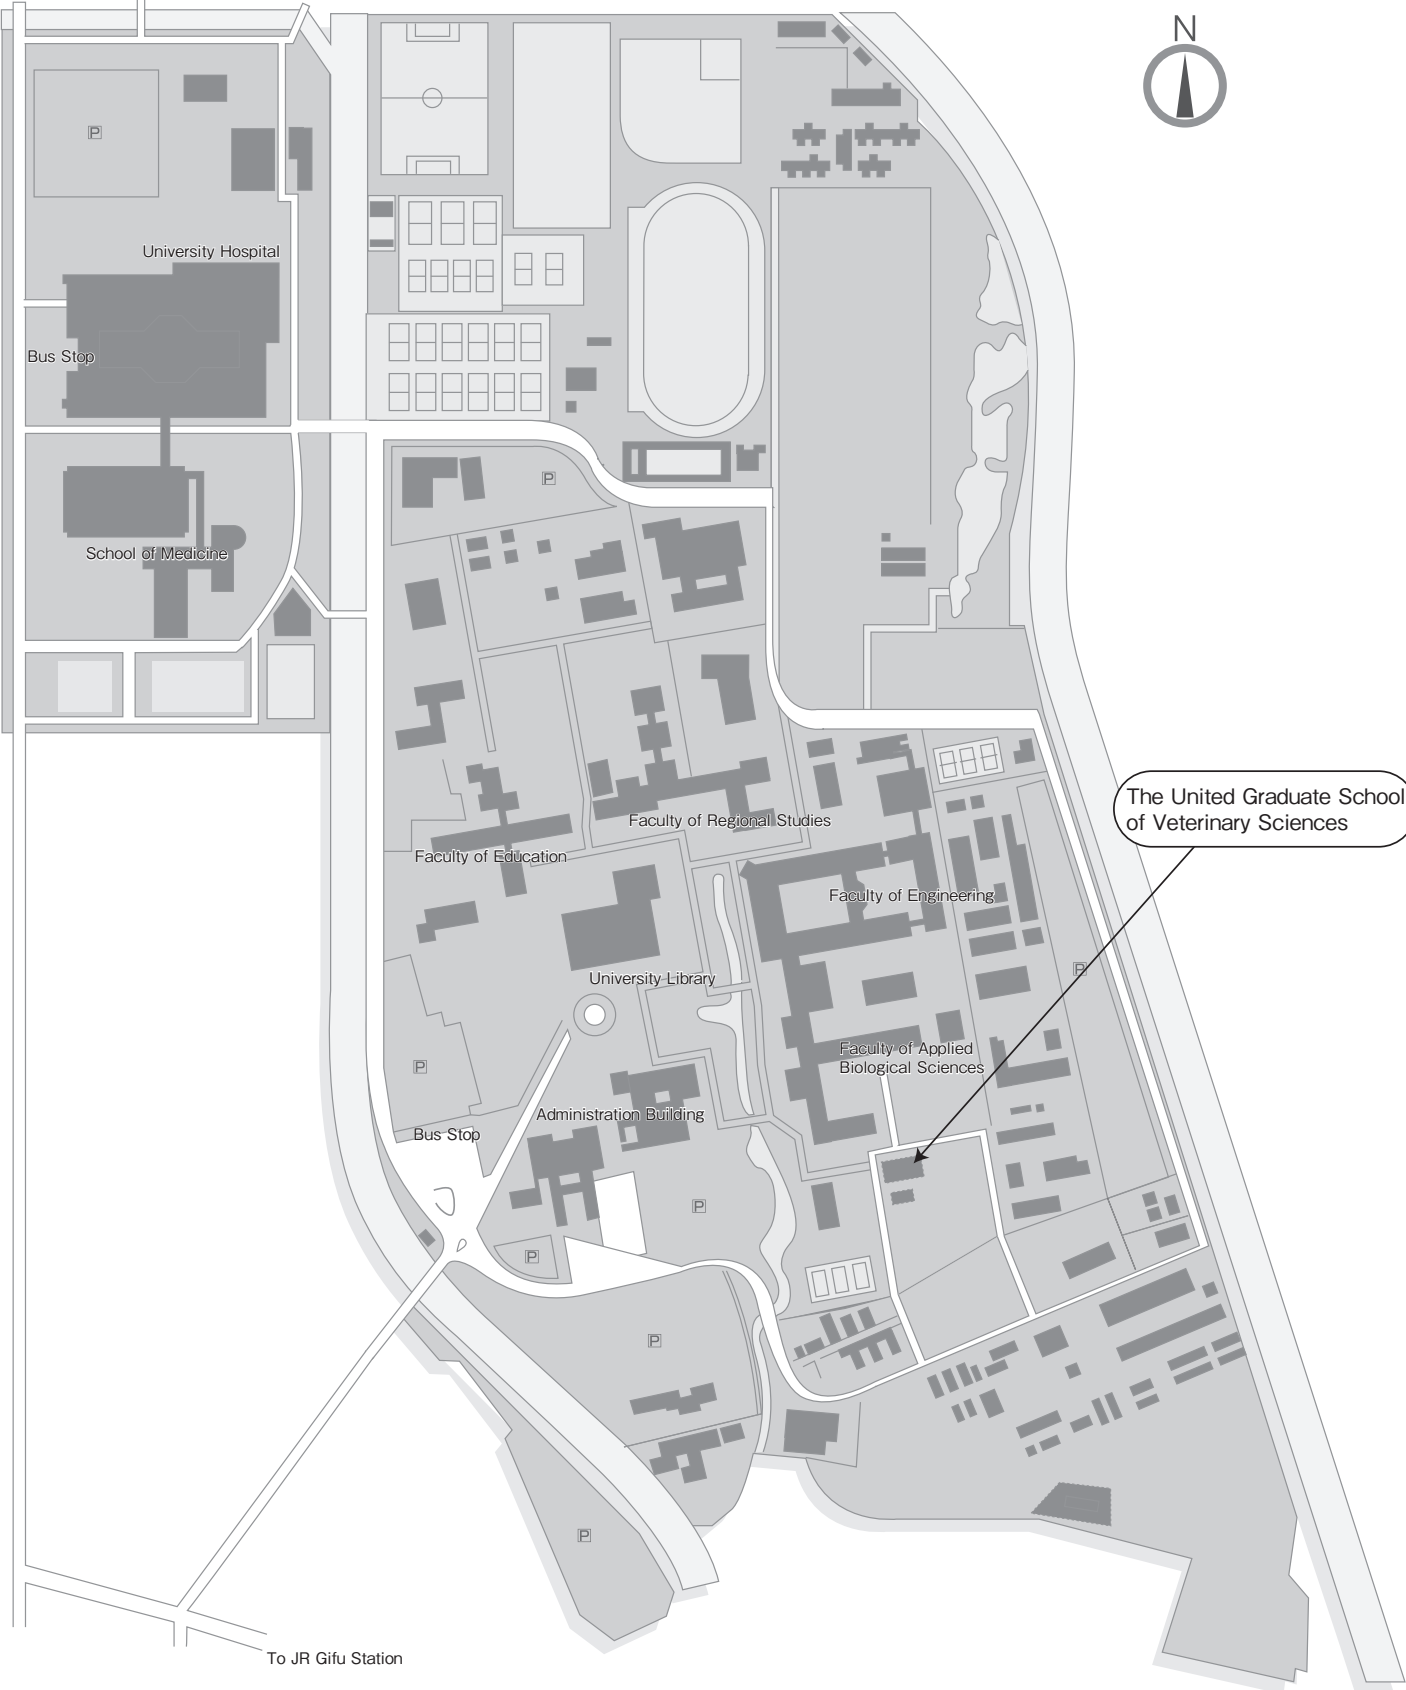 N
P
University Hospital
Bus Stop
P
School of Medicine
The United Graduate School
of Veterinary Sciences
Faculty of Regional Studies
Faculty of Education
Faculty of Engineering
P
University Library
Faculty of Applied
Biological Sciences
P
Administration Building
Bus Stop
P
P
P
P
To JR Gifu Station